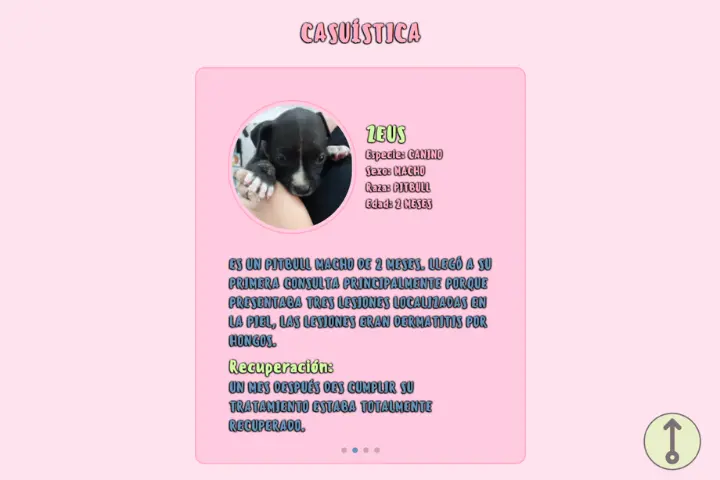 CASUÍSTICA
ZEUS
Especie: CANINO
Sexo: MACHO
Raza: PITBULL
Edad: 2 MESES
ES UN PITBULL MACHO DE 2 MESES. LLEGÓ A SU
PRIMERA CONSULTA PRINCIPALMENTE PORQUE
PRESENTABA TRES LESIONES LOCALIZADAS EN
LA PIEL, LAS LESIONES ERAN DERMATITIS POR
HONGOS.
Recuperación:
UN MES DESPUÉS DES CUMPLIR SU
TRATAMIENTO ESTABA TOTALMENTE
RECUPERADO.